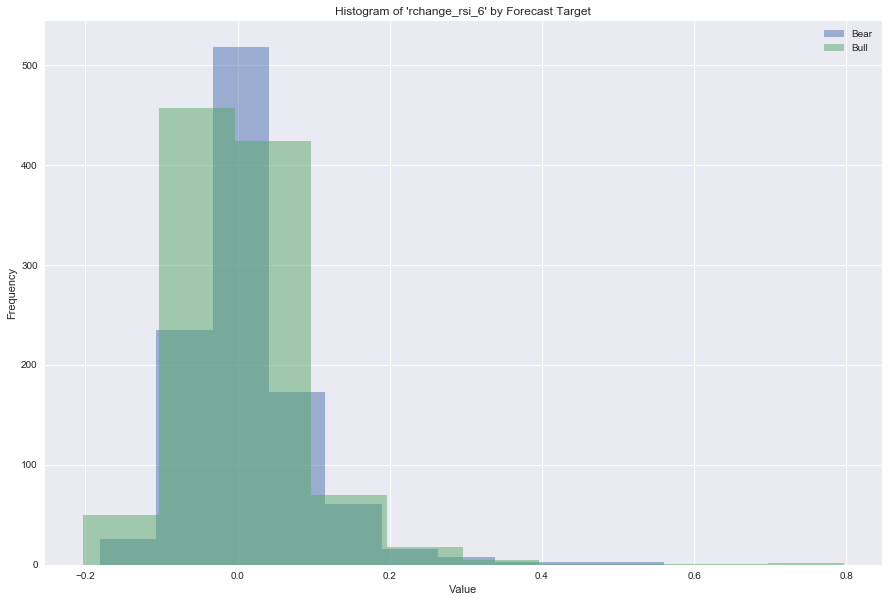 Histogram of 'rchange_rsi_6' by Forecast Target
Bear
Bull
Frequency
500
400
300
200
100
0
−0.2
0.0
0.2
0.4
0.6
0.8
Value